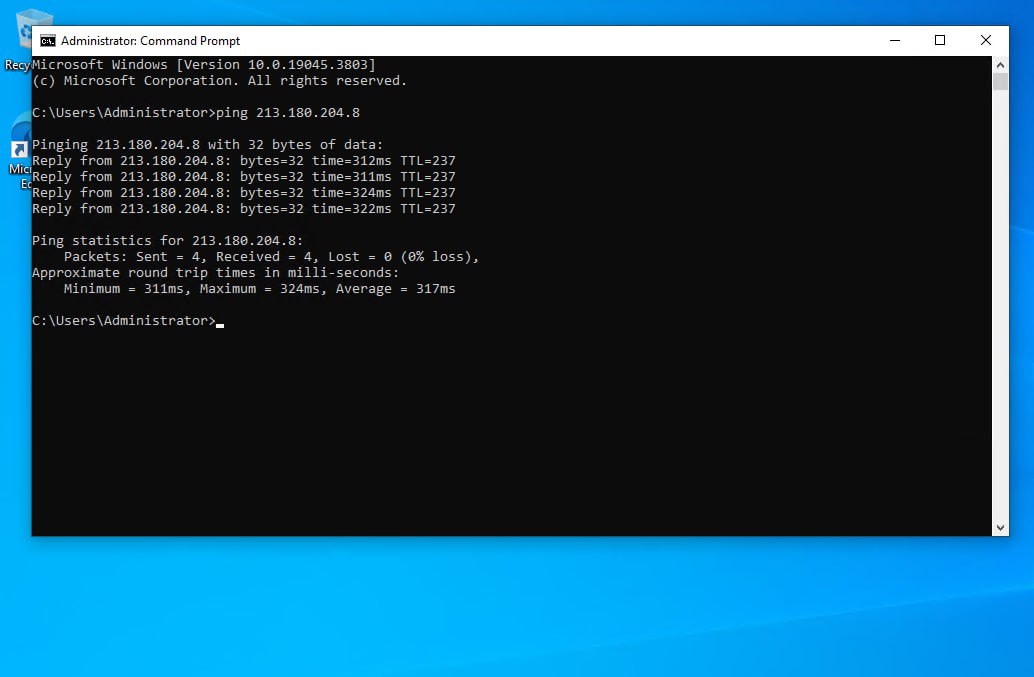 Administrator: Command Prompt
Recy
Microsoft Windows [Version 10.0.19045.3803]
(c) Microsoft Corporation. All rights reserved.
C:\Users\Administrator>ping 213.180.204.8
Pinging 213.180.204.8 with 32 bytes of data:
Reply from 213.180.204.8: bytes=32 time=312ms TTL=237
Reply from 213.180.204.8: bytes=32 time=311ms TTL=237
Reply from 213.180.204.8: bytes=32 time=324ms TTL=237
Reply from 213.180.204.8: bytes=32 time=322ms TTL=237
Micr
Ed
Ping statistics for 213.180.204.8:
Packets: Sent = 4, Received = 4, Lost = 0 (0% loss),
Approximate round trip times in milli-seconds:
Minimum = 311ms, Maximum = 324ms, Average = 317ms
C:\Users\Administrator>